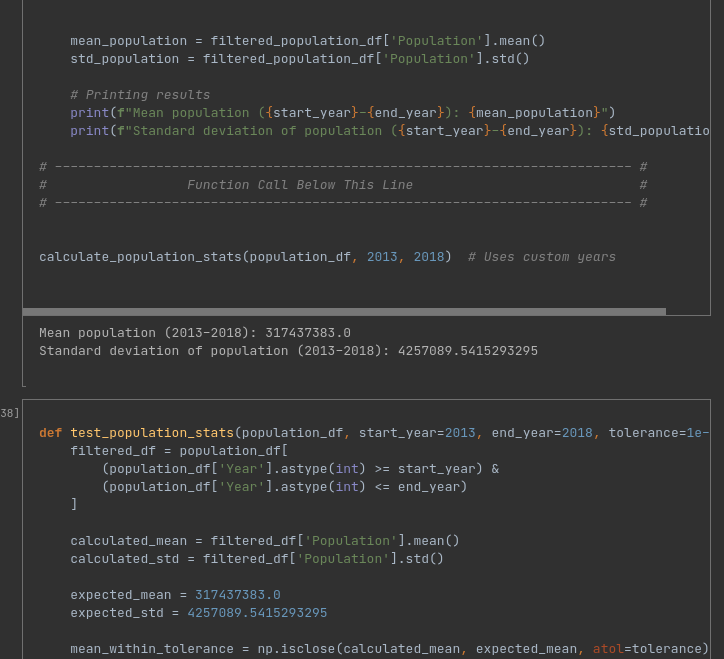 mean_population = filtered_population_df['Population'].mean()
    std_population = filtered_population_df['Population'].std()
    # Printing results
    print(f"Mean population ({start_year}-{end_year}): {mean_population}")
    print(f"Standard deviation of population ({start_year}-{end_year}): {std_populatio
# -------------------------------------------------------------------------- #
#                  Function Call Below This Line                             #
# -------------------------------------------------------------------------- #
calculate_population_stats(population_df, 2013, 2018)  # Uses custom years
Mean population (2013-2018): 317437383.0
Standard deviation of population (2013-2018): 4257089.5415293295
38]
def test_population_stats(population_df, start_year=2013, end_year=2018, tolerance=1e-
    filtered_df = population_df[
        (population_df['Year'].astype(int) >= start_year) &
        (population_df['Year'].astype(int) <= end_year)
    ]
    calculated_mean = filtered_df['Population'].mean()
    calculated_std = filtered_df['Population'].std()
    expected_mean = 317437383.0
    expected_std = 4257089.5415293295
    mean_within_tolerance = np.isclose(calculated_mean, expected_mean, atol=tolerance)